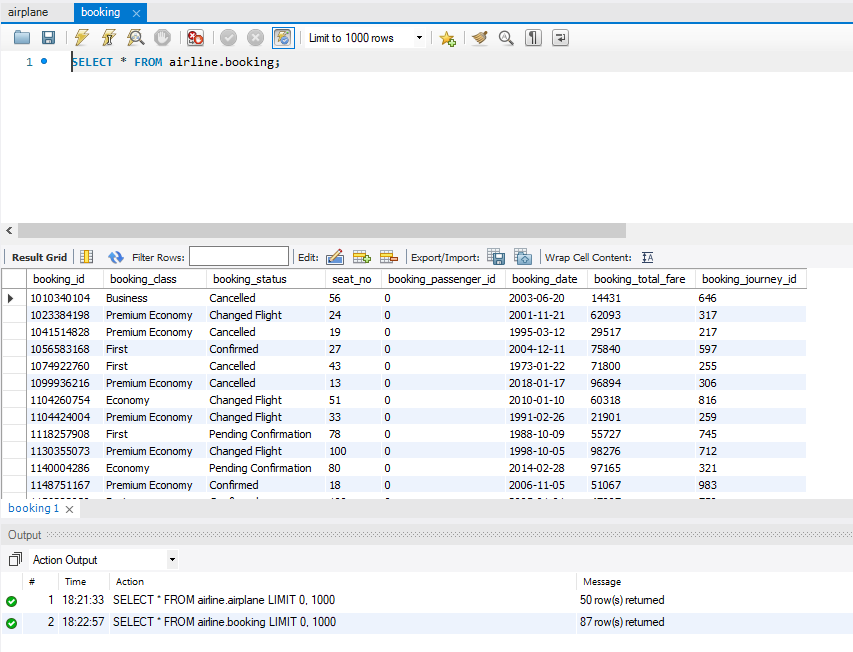 airplane booking
Limit to 1000 rows
1 SELECT * FROM airline.booking;
Result Grid Filter Rows: Edit: Export/Import: Wrap Cell Content:
booking_id booking_class booking_status seat_no booking_passenger_id booking_date booking_total_fare booking_journey_id
1010340104 Business Cancelled 56 0 2003-06-20 14431 646
1023384198 Premium Economy Changed Flight 24 0 2001-11-21 62093 317
1041514828 Premium Economy Cancelled 19 0 1995-03-12 29517 217
1056583168 First Confirmed 27 0 2004-12-11 75840 597
1074922760 First Cancelled 43 0 1973-01-22 71800 255
1099936216 Premium Economy Cancelled 13 0 2018-01-17 96894 306
1104260754 Economy Changed Flight 51 0 2010-01-10 60318 816
1104424004 Premium Economy Changed Flight 33 0 1991-02-26 21901 259
1118257908 First Pending Confirmation 78 0 1988-10-09 55727 745
1130355073 Premium Economy Changed Flight 100 0 1998-10-05 98276 712
1140004286 Economy Pending Confirmation 80 0 2014-02-28 97165 321
1148751167 Premium Economy Confirmed 18 0 2006-11-05 51067 983
booking 1
Output
Action Output
# Time Action Message
1 18:21:33 SELECT * FROM airline.airplane LIMIT 0, 1000 50 row(s) returned
2 18:22:57 SELECT * FROM airline.booking LIMIT 0, 1000 87 row(s) returned